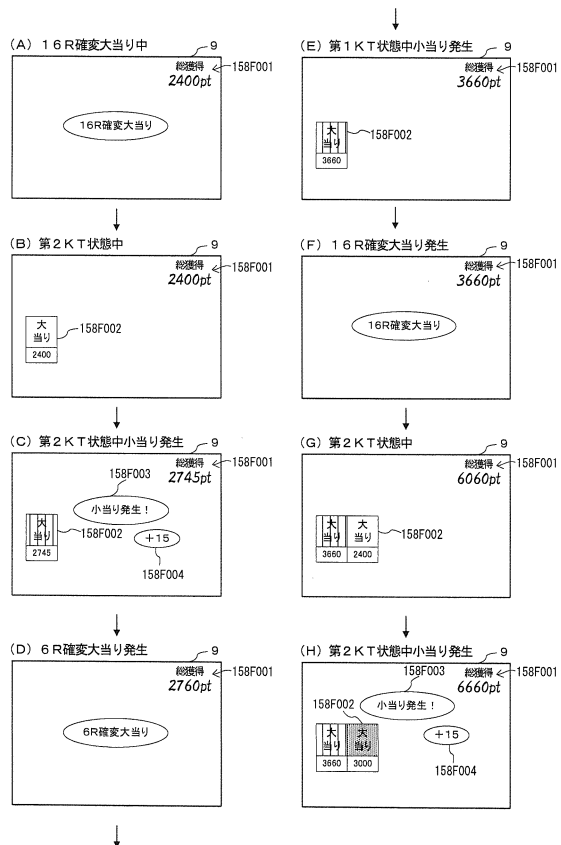 (A) 16R確変大当り中
9
総獲得
2400pt
158F001
16R確変大当り
(B) 第2KT状態中
9
総獲得
2400pt
158F001
大
当り
2400
158F002
(C) 第2KT状態中小当り発生
9
総獲得
2745pt
158F001
158F003
小当り発生!
大
当り
2745
158F002
+15
158F004
(D) 6R確変大当り発生
9
総獲得
2760pt
158F001
6R確変大当り
(E) 第1KT状態中小当り発生
9
総獲得
3660pt
158F001
大
当り
3660
158F002
(F) 16R確変大当り発生
9
総獲得
3660pt
158F001
16R確変大当り
(G) 第2KT状態中
9
総獲得
6060pt
158F001
大 大
当り 当り
3660 2400
158F002
(H) 第2KT状態中小当り発生
9
総獲得
6660pt
158F001
158F003
158F002
小当り発生!
大 大
当り 当り
3660 3000
+15
158F004